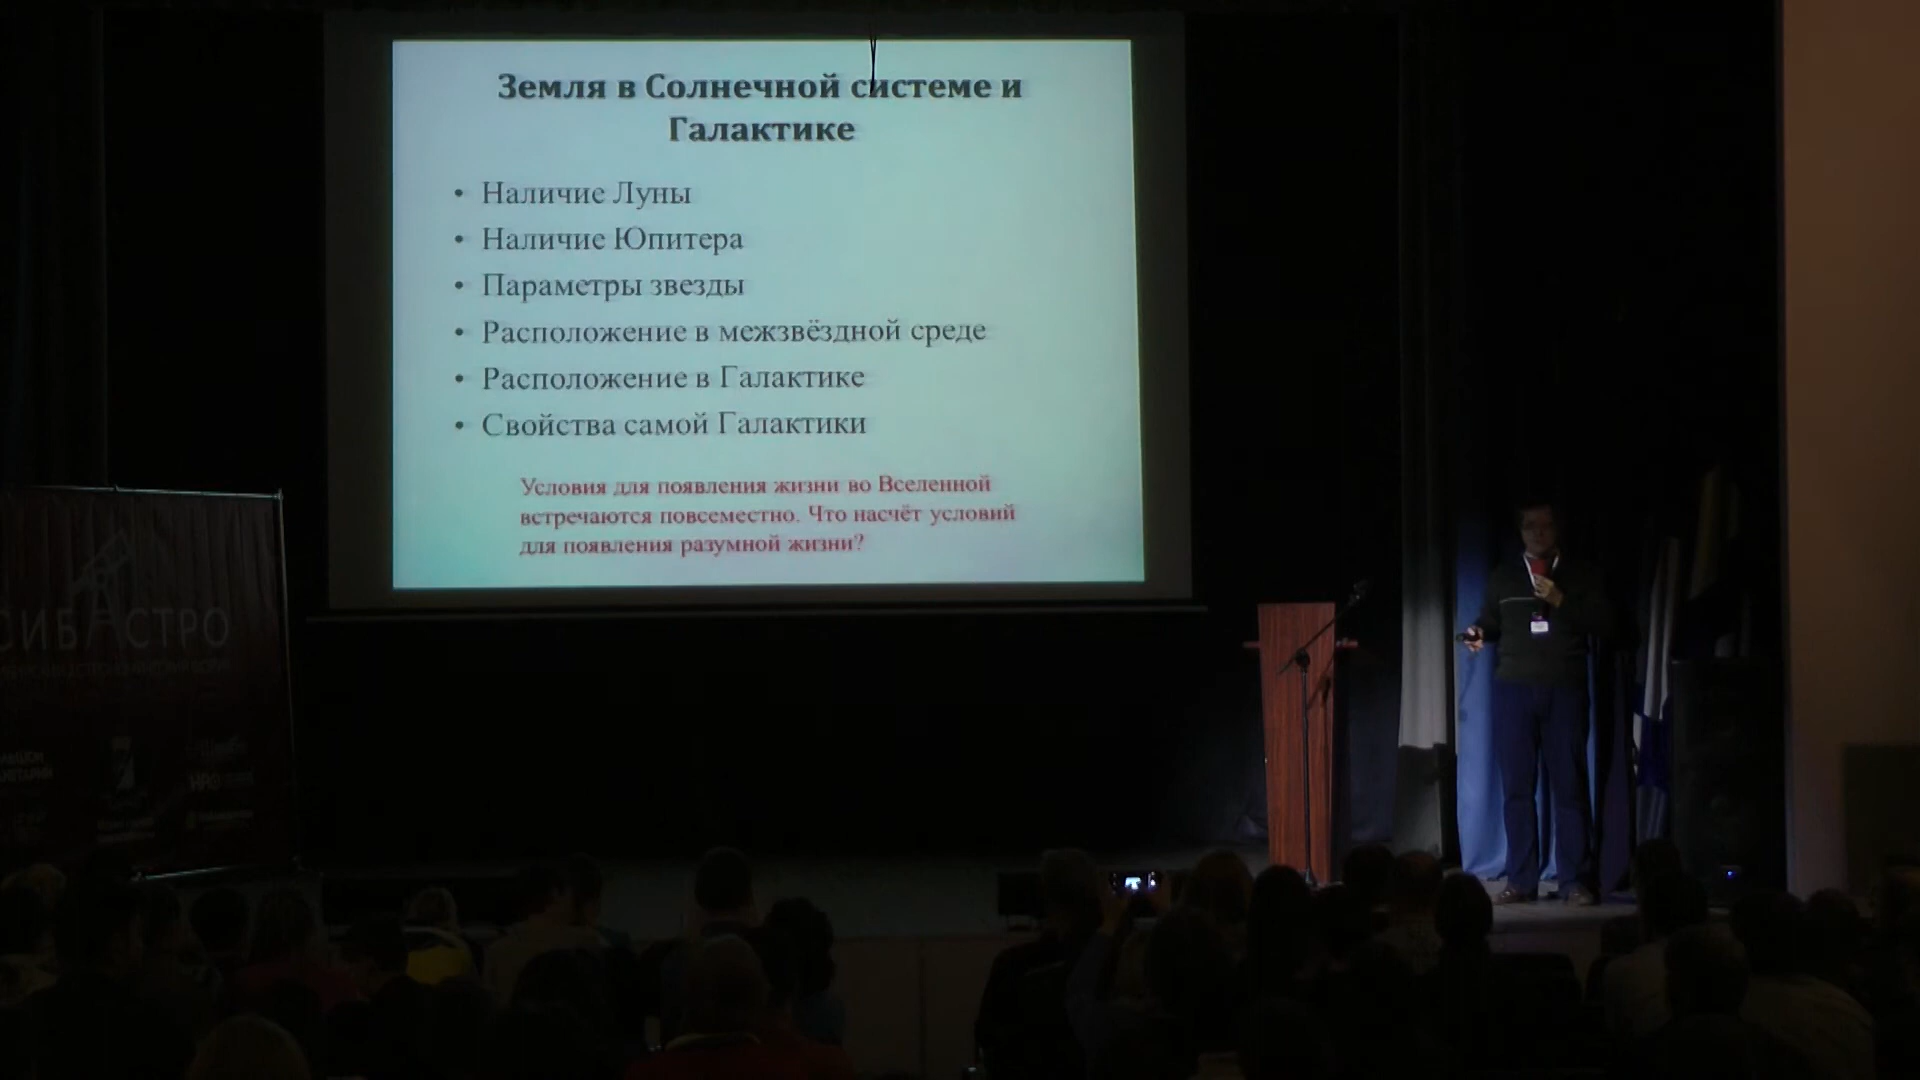 Земля в Солнечной системе и
Галактике
• Наличие Луны
• Наличие Юпитера
• Параметры звезды
• Расположение в межзвёздной среде
• Расположение в Галактике
• Свойства самой Галактики
Условия для появления жизни во Вселенной
встречаются повсеместно. Что насчёт условий
для появления разумной жизни?
СИБАСТРО